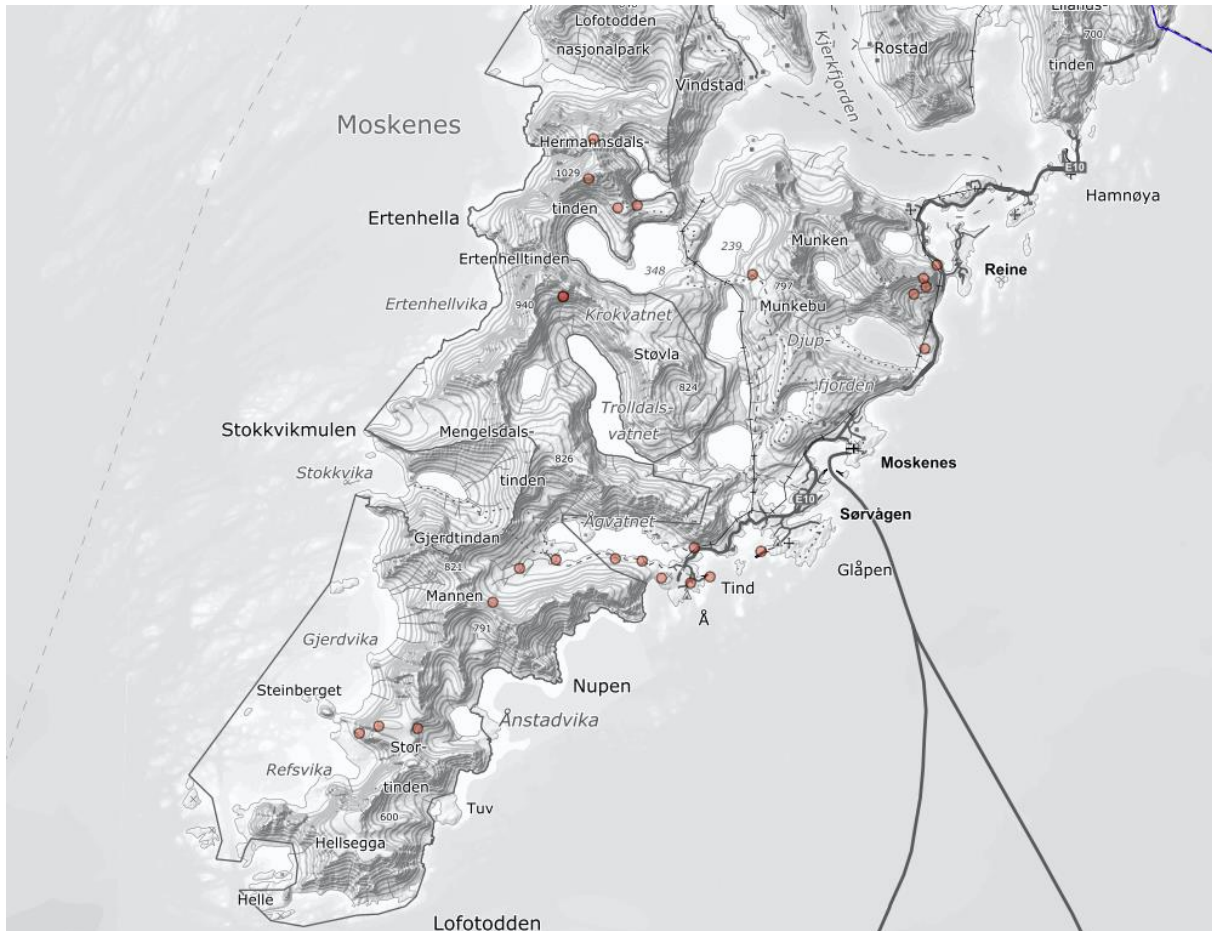 Lofotodden
nasjonalpark
Rostad
700
tinden
Kjerkfjorden
Vindstad
Moskenes
Hermannsdals-
1029
tinden
E10
Hamnøya
Ertenhella
Ertenhelltinden
239
Munken
348
797
Reine
Ertenhellvika
940
Krokvatnet
Munkebu
Støvla
Djup-
fjorden
824
Trolldals-
vatnet
Stokkvikmulen
Mengelsdals-
Stokkvika
826
tinden
Moskenes
E10
Sørvågen
Ågvatnet
Gjerdtindan
821
Glåpen
Mannen
Tind
Å
791
Gjerdvika
Nupen
Steinberget
Ånstadvika
Stor-
Refsvika
tinden
Tuv
600
Hellsegga
Helle
Lofotodden